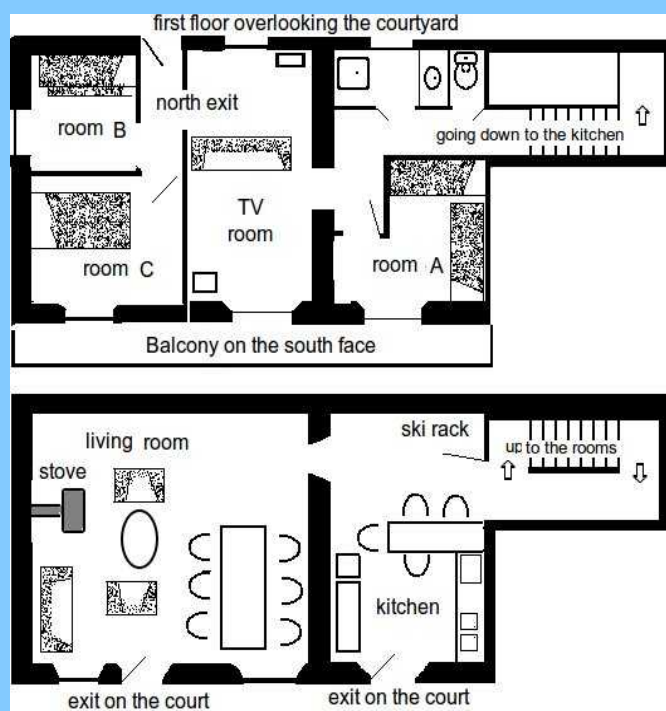 first floor overlooking the courtyard
north exit
room B
going down to the kitchen
TV
room
room A
room C
Balcony on the south face
living room
ski rack
stove
up to the rooms
kitchen
exit on the court
exit on the court